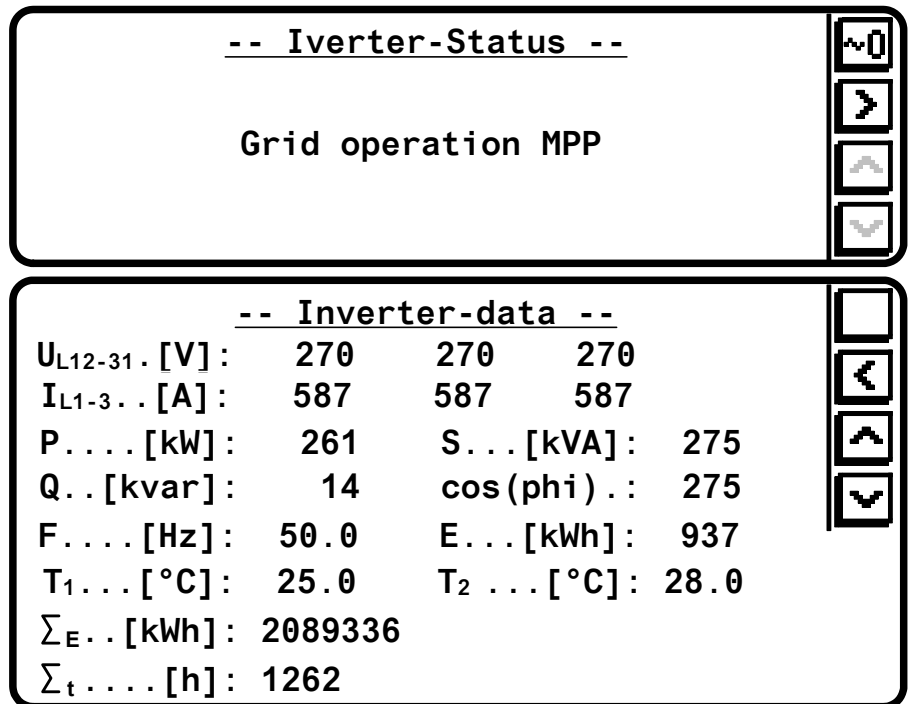 -- Iverter-Status --
~0
>
Grid operation MPP
-- Inverter-data --
UL12-31.[V]: 270 270 270
<
IL1-3..[A]: 587 587 587
P....[kW]: 261 S...[kVA]: 275
Q..[kvar]: 14 cos(phi).: 275
F....[Hz]: 50.0 E...[kWh]: 937
T1...[°C]: 25.0 T2 ...[°C]: 28.0
∑E..[kWh]: 2089336
∑t....[h]: 1262